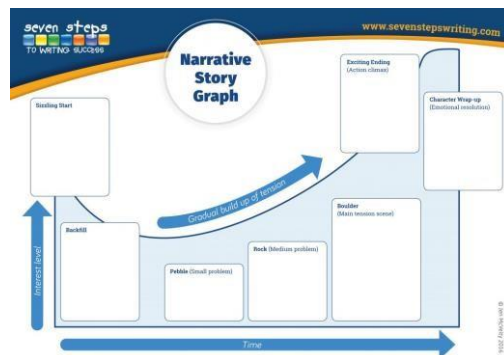 seven steps
TO WRITING SUCCESS
www.sevenstepswriting.com
Narrative
Story
Graph
Sizzling Start
Exciting Ending
(Action climax)
Character Wrap-up
(Emotional resolution)
Gradual build up of tension
Backfill
Pebble (Small problem)
Rock (Medium problem)
Boulder
(Main tension scene)
Interest level
Time